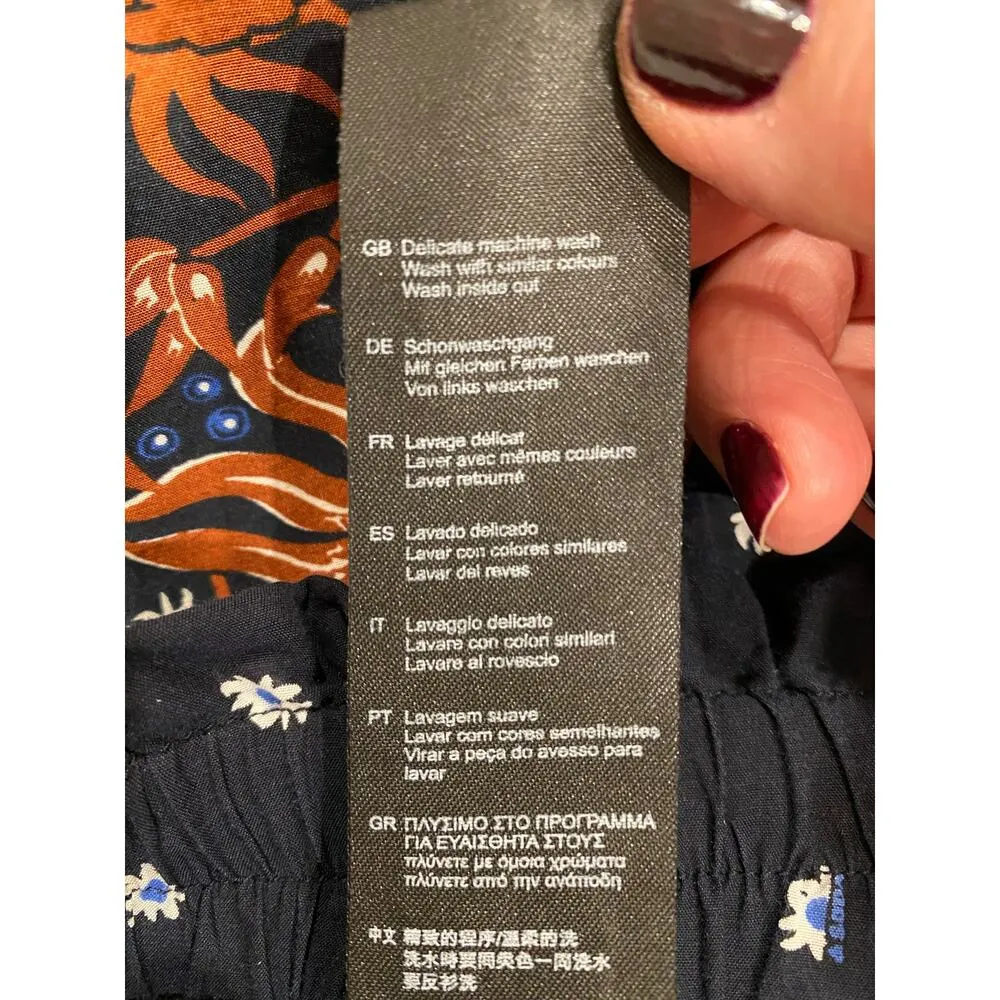 GB Delicate machine wash
Wash with similar colours
Wash inside out
DE Schonwaschgang
Mit gleichen Farben waschen
Von links waschen
FR Lavage délicat
Laver avec mêmes couleurs
Laver retourné
ES Lavado delicado
Lavar con colores similares
Lavar del reves
IT Lavaggio delicato
Lavare con colori similari
Lavare al rovescio
PT Lavagem suave
Lavar com cores semelhantes
Virar a peça do avesso para
lavar
GR ΠΛΥΣΙΜΟ ΣΤΟ ΠΡΟΓΡΑΜΜΑ
ΓΙΑ ΕΥΑΙΣΘΗΤΑ ΣΤΟΥΣ
πλύνετε με όμοια χρώματα
πλύνετε από την ανάποδη
中文 精致的程序/温柔的洗
洗水時要同类色一同洗水
要反衫洗